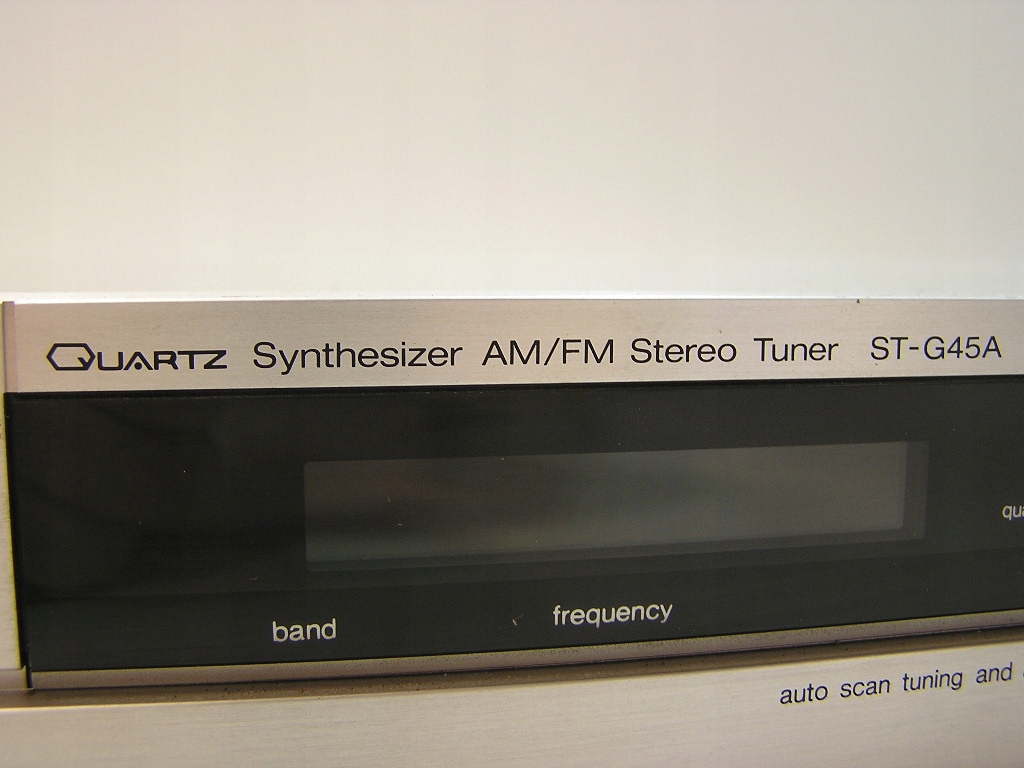 QUARTZ Synthesizer AM/FM Stereo Tuner ST-G45A
band frequency
auto scan tuning and